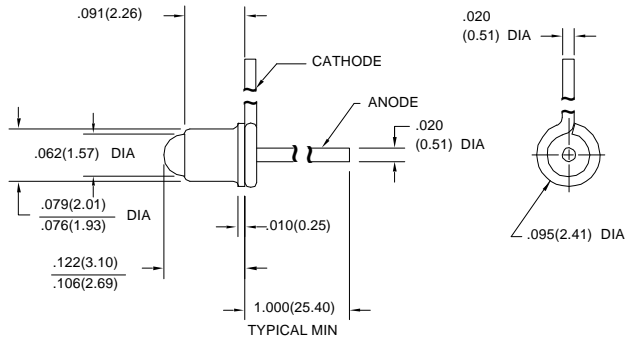 .091(2.26)
.020
(0.51) DIA
CATHODE
ANODE
.020
(0.51) DIA
.062(1.57) DIA
.079(2.01)
.076(1.93)
DIA
.010(0.25)
.095(2.41) DIA
.122(3.10)
.106(2.69)
1.000(25.40)
TYPICAL MIN